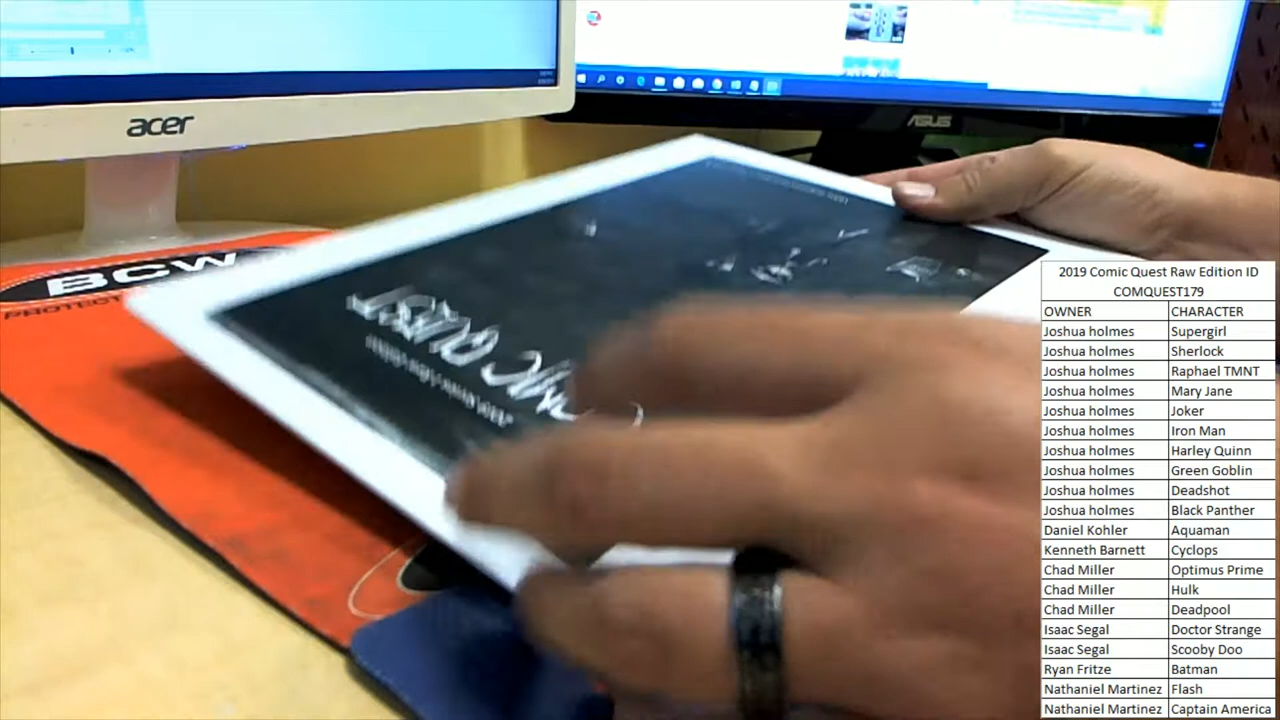 acer
ASUS
BCW
PROTECT
QUEST
2019 Comic Quest Raw Edition ID
COMQUEST179
OWNER CHARACTER
Joshua holmes Supergirl
Joshua holmes Sherlock
Joshua holmes Raphael TMNT
Joshua holmes Mary Jane
Joshua holmes Joker
Joshua holmes Iron Man
Joshua holmes Harley Quinn
Joshua holmes Green Goblin
Joshua holmes Deadshot
Joshua holmes Black Panther
Daniel Kohler Aquaman
Kenneth Barnett Cyclops
Chad Miller Optimus Prime
Chad Miller Hulk
Chad Miller Deadpool
Isaac Segal Doctor Strange
Isaac Segal Scooby Doo
Ryan Fritze Batman
Nathaniel Martinez Flash
Nathaniel Martinez Captain America